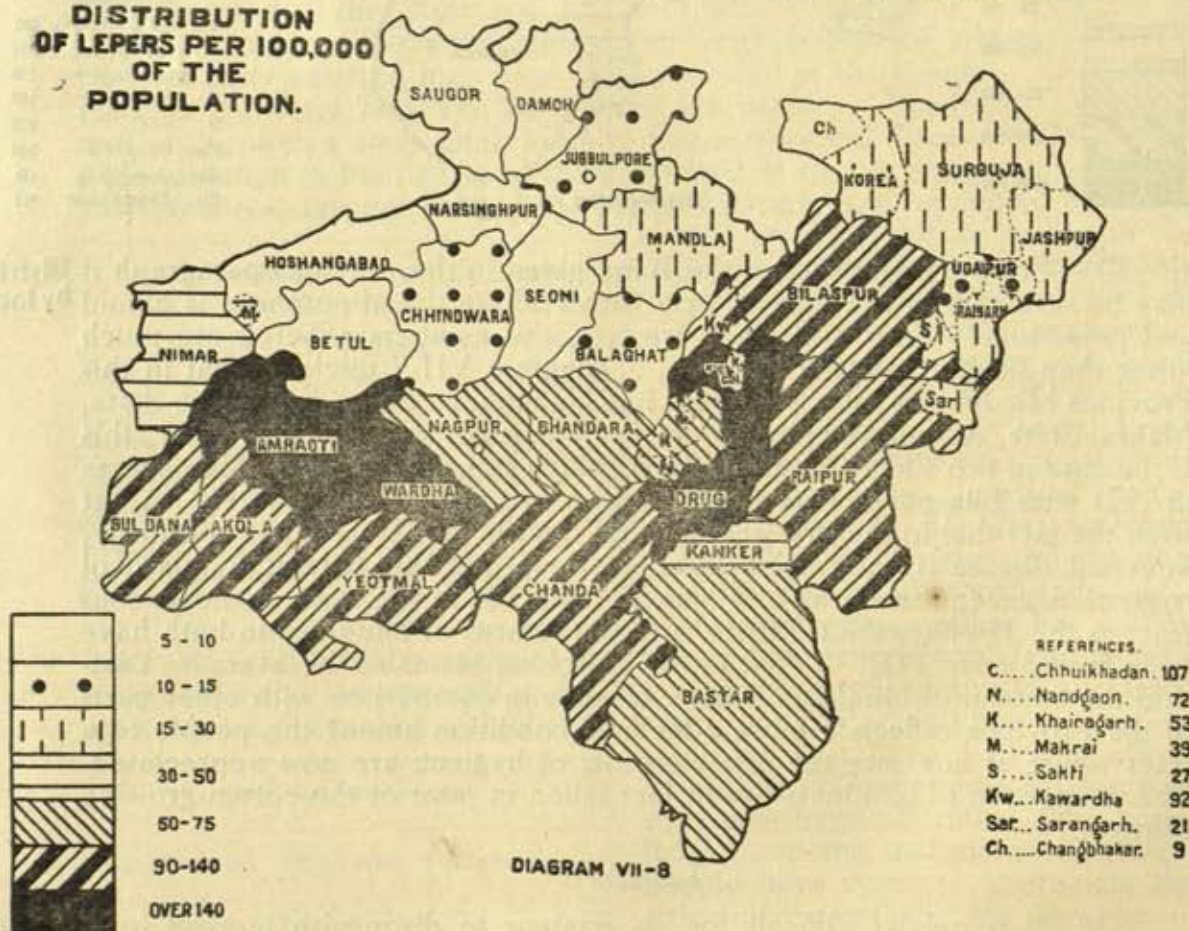 DISTRIBUTION
OF LEPERS PER 100,000
OF THE
POPULATION.
SAUGOR
DAMOH
JUBBULPORE
NARSINGHPUR
MANDLA
HOSHANGABAD
M.
SEONI
CHHINDWARA
BETUL
NIMAR
BALAGHAT
Ch
KOREA
SURGUJA
JASHPUR
UDAIPUR
RAIGARH
BILASPUR
Kw
S
Sar
NAGPUR
BHANDARA
K
N
AMRAOTI
WARDHA
DRUG
RAIPUR
BULDANA
AKOLA
YEOTMAL
CHANDA
KANKER
BASTAR
5 - 10
10 - 15
15 - 30
30 - 50
50 - 75
90 - 140
OVER 140
DIAGRAM VII-8
REFERENCES.
C.... Chhuikhadan. 107
N.... Nandgaon. 72
K.... Khairagarh. 53
M.... Makrai 39
S.... Sakti 27
Kw... Kawardha 92
Sar... Sarangarh. 21
Ch.... Changbhakar. 9